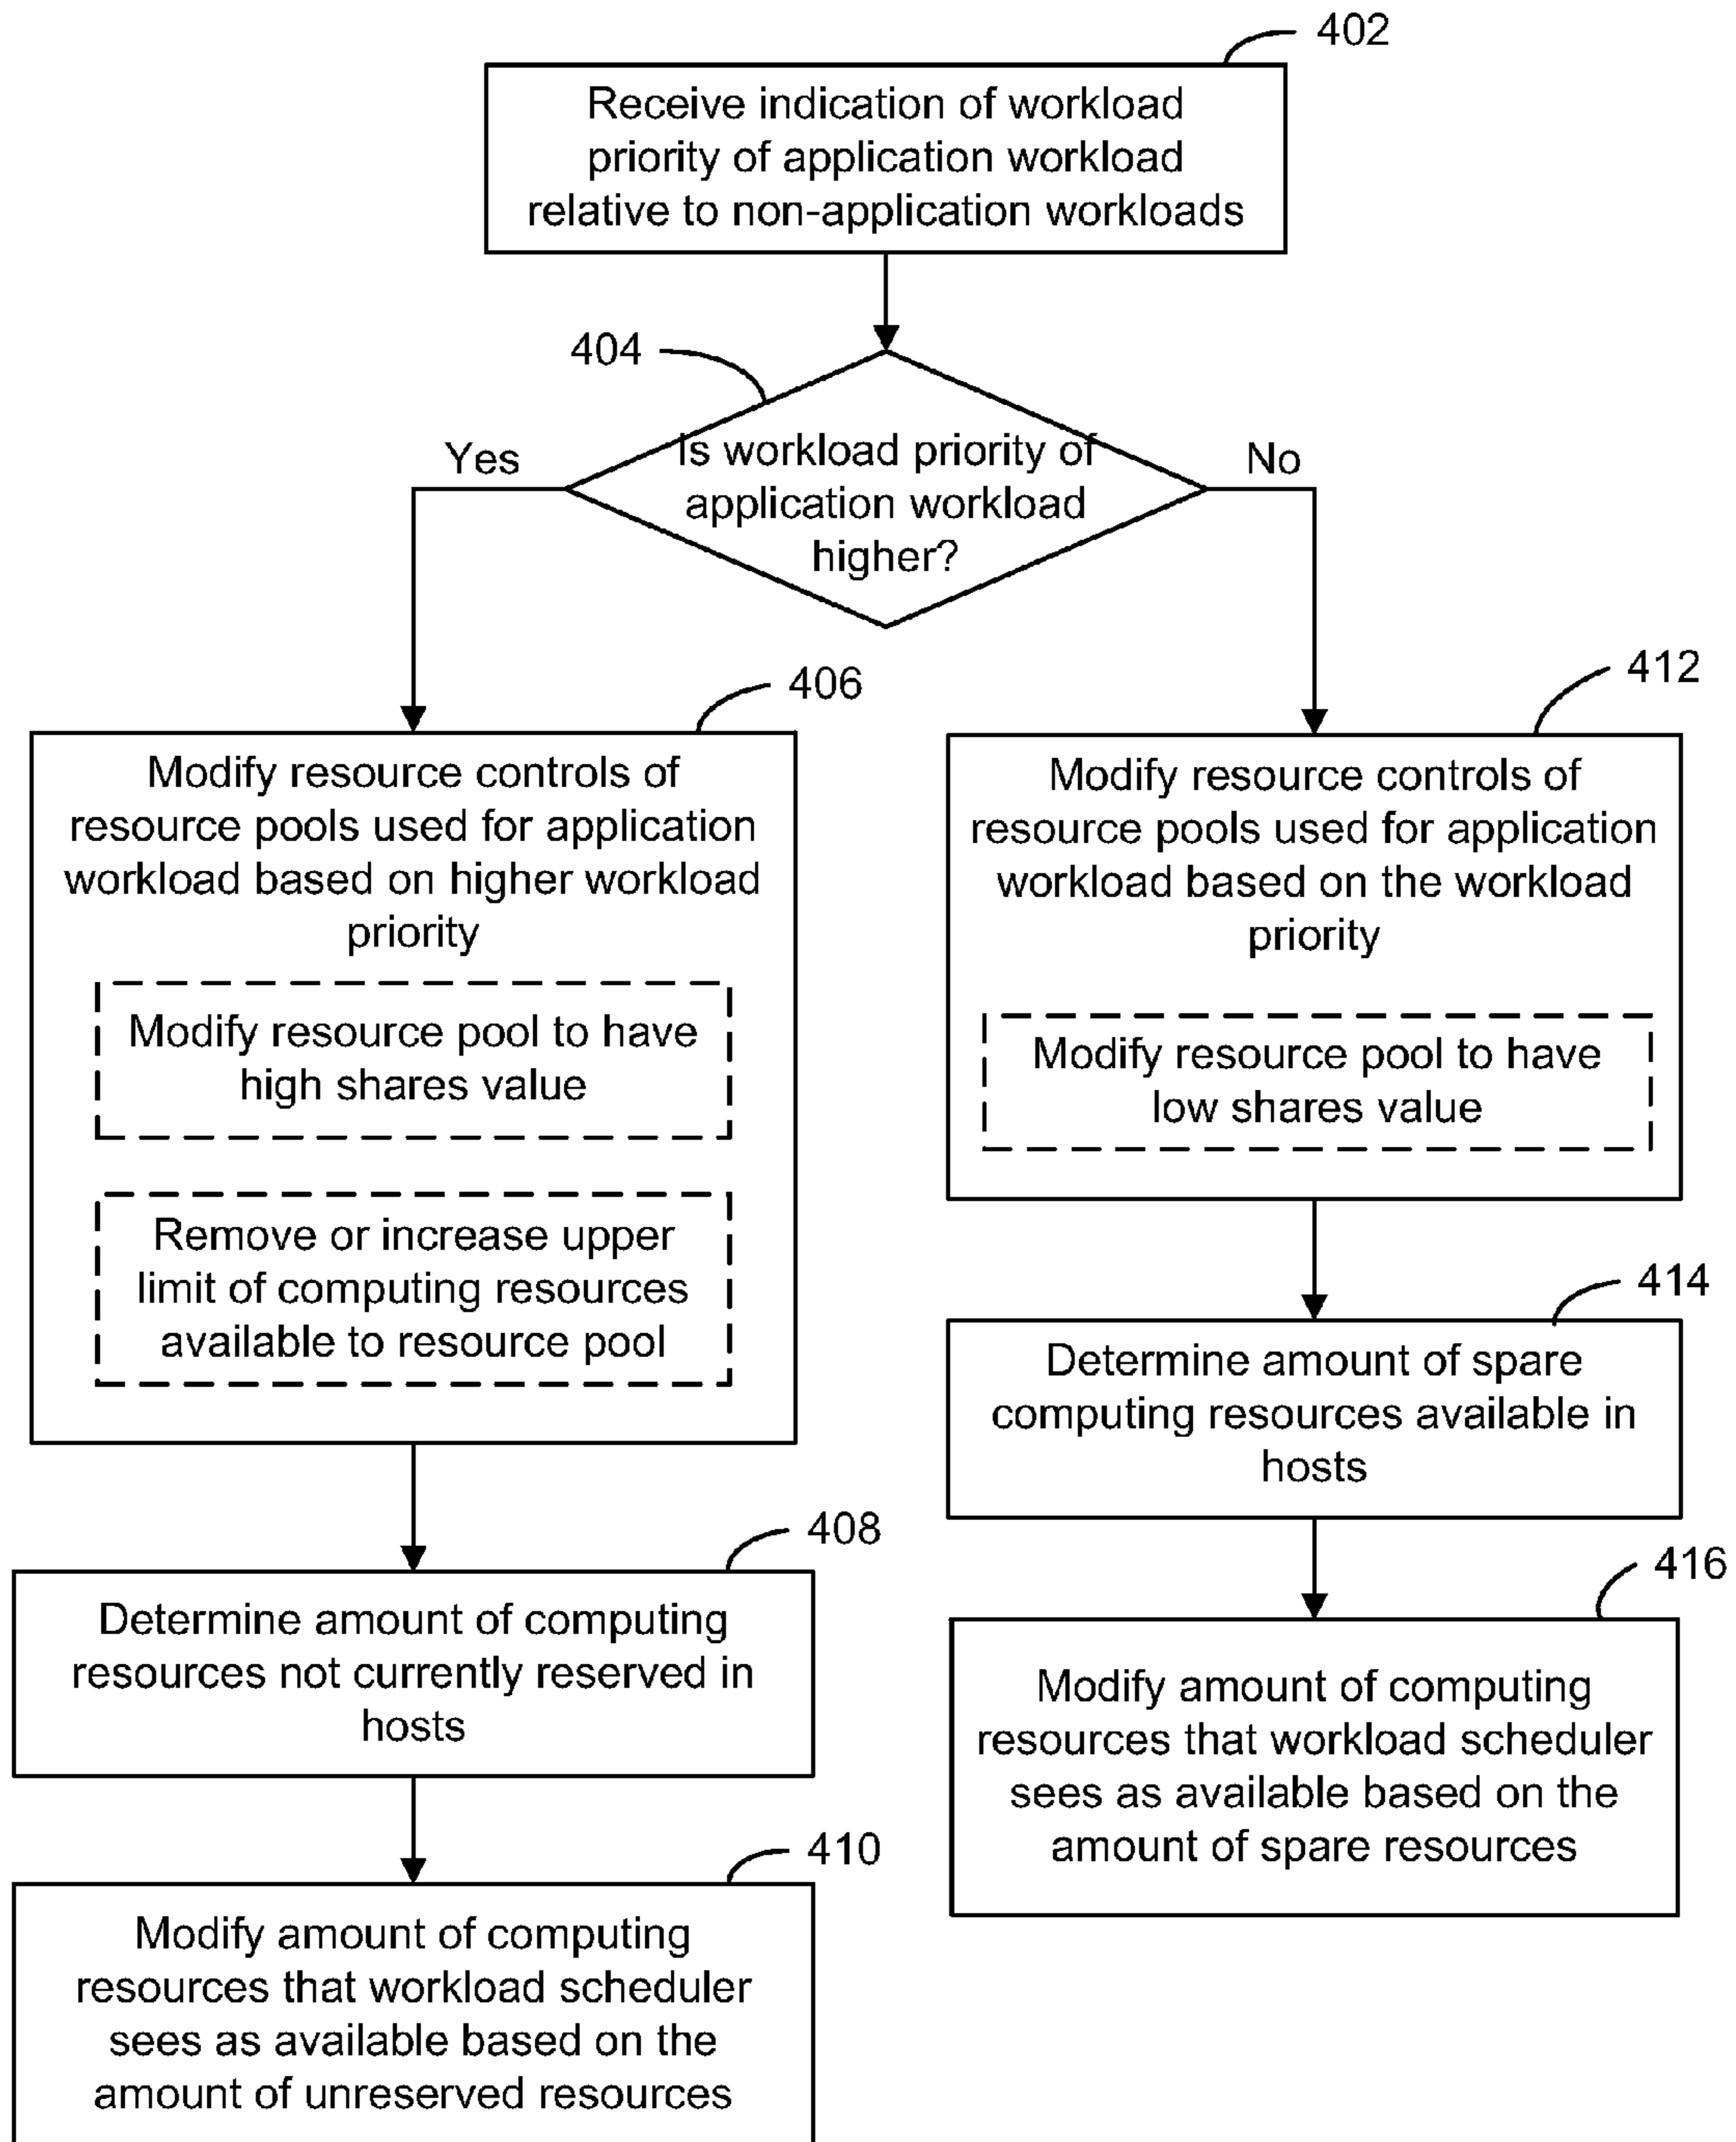 402
Receive indication of workload
priority of application workload
relative to non-application workloads
404
Is workload priority of
application workload
higher?
Yes
No
406
Modify resource controls of
resource pools used for application
workload based on higher workload
priority
Modify resource pool to have
high shares value
Remove or increase upper
limit of computing resources
available to resource pool
408
Determine amount of computing
resources not currently reserved in
hosts
410
Modify amount of computing
resources that workload scheduler
sees as available based on the
amount of unreserved resources
412
Modify resource controls of
resource pools used for application
workload based on the workload
priority
Modify resource pool to have
low shares value
414
Determine amount of spare
computing resources available in
hosts
416
Modify amount of computing
resources that workload scheduler
sees as available based on the
amount of spare resources